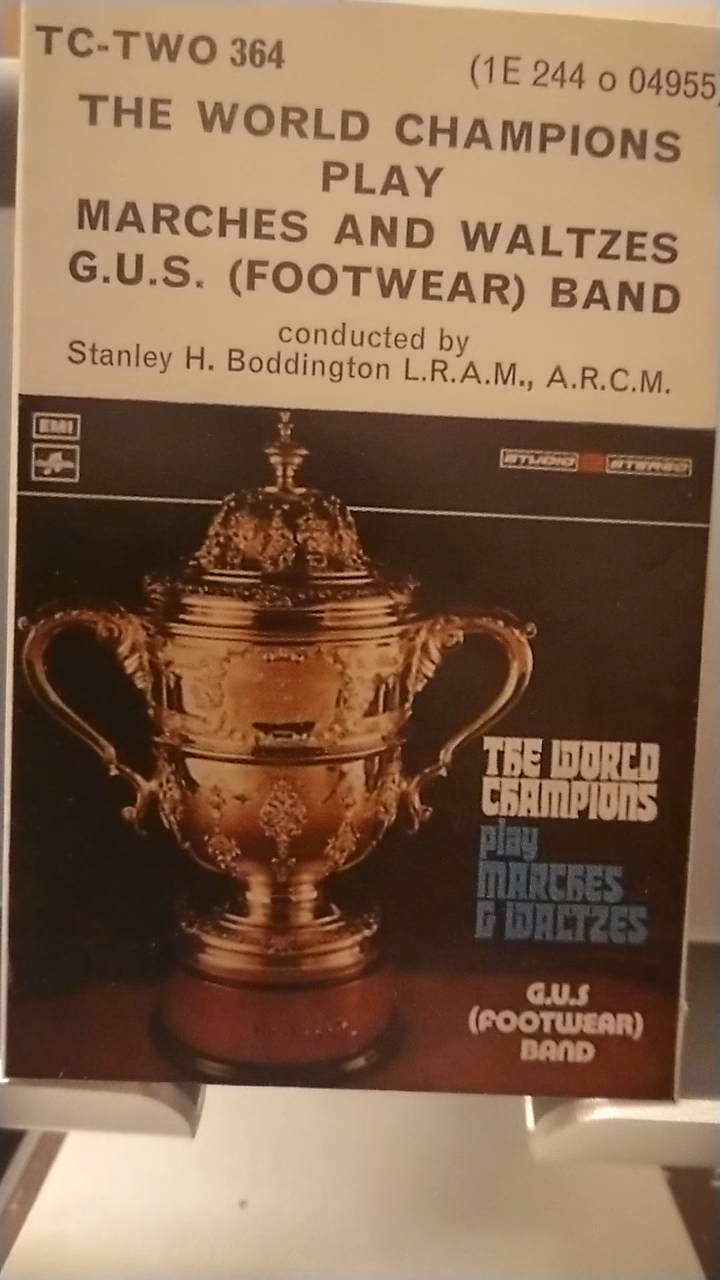 TC-TWO 364
(1E 244 o 04955)
THE WORLD CHAMPIONS
PLAY
MARCHES AND WALTZES
G.U.S. (FOOTWEAR) BAND
conducted by
Stanley H. Boddington L.R.A.M., A.R.C.M.
EMI
STUDIO STEREO
THE WORLD
CHAMPIONS
play
MARCHES
& WALTZES
G.U.S
(FOOTWEAR)
BAND